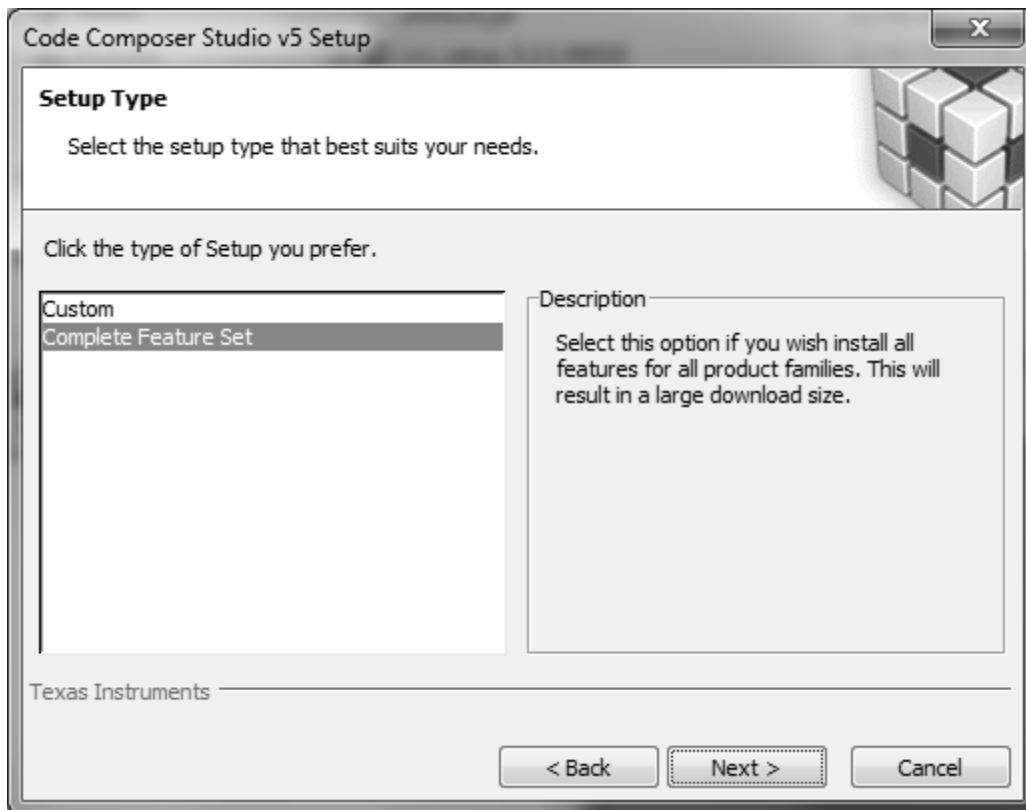 Code Composer Studio v5 Setup
Setup Type
Select the setup type that best suits your needs.
Click the type of Setup you prefer.
Custom
Complete Feature Set
Description
Select this option if you wish install all
features for all product families. This will
result in a large download size.
Texas Instruments
< Back
Next >
Cancel